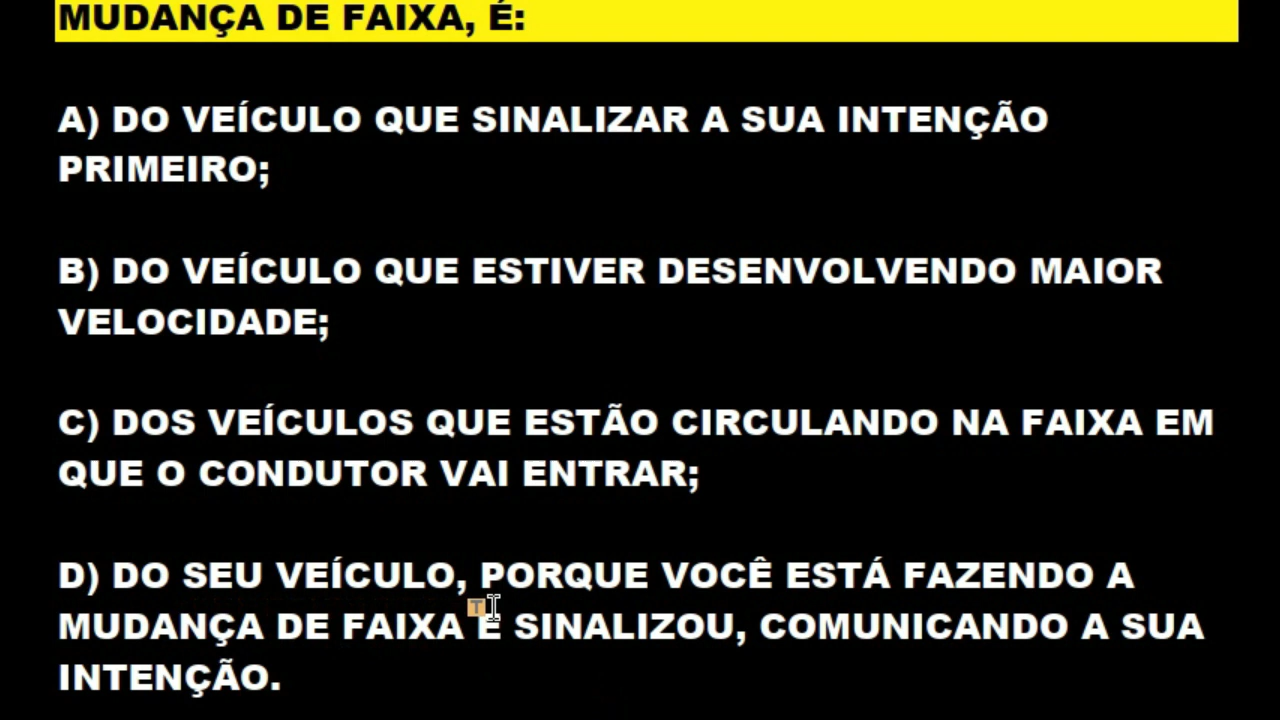 MUDANÇA DE FAIXA, É:
A) DO VEÍCULO QUE SINALIZAR A SUA INTENÇÃO
PRIMEIRO;
B) DO VEÍCULO QUE ESTIVER DESENVOLVENDO MAIOR
VELOCIDADE;
C) DOS VEÍCULOS QUE ESTÃO CIRCULANDO NA FAIXA EM
QUE O CONDUTOR VAI ENTRAR;
D) DO SEU VEÍCULO, PORQUE VOCÊ ESTÁ FAZENDO A
MUDANÇA DE FAIXA E SINALIZOU, COMUNICANDO A SUA
INTENÇÃO.